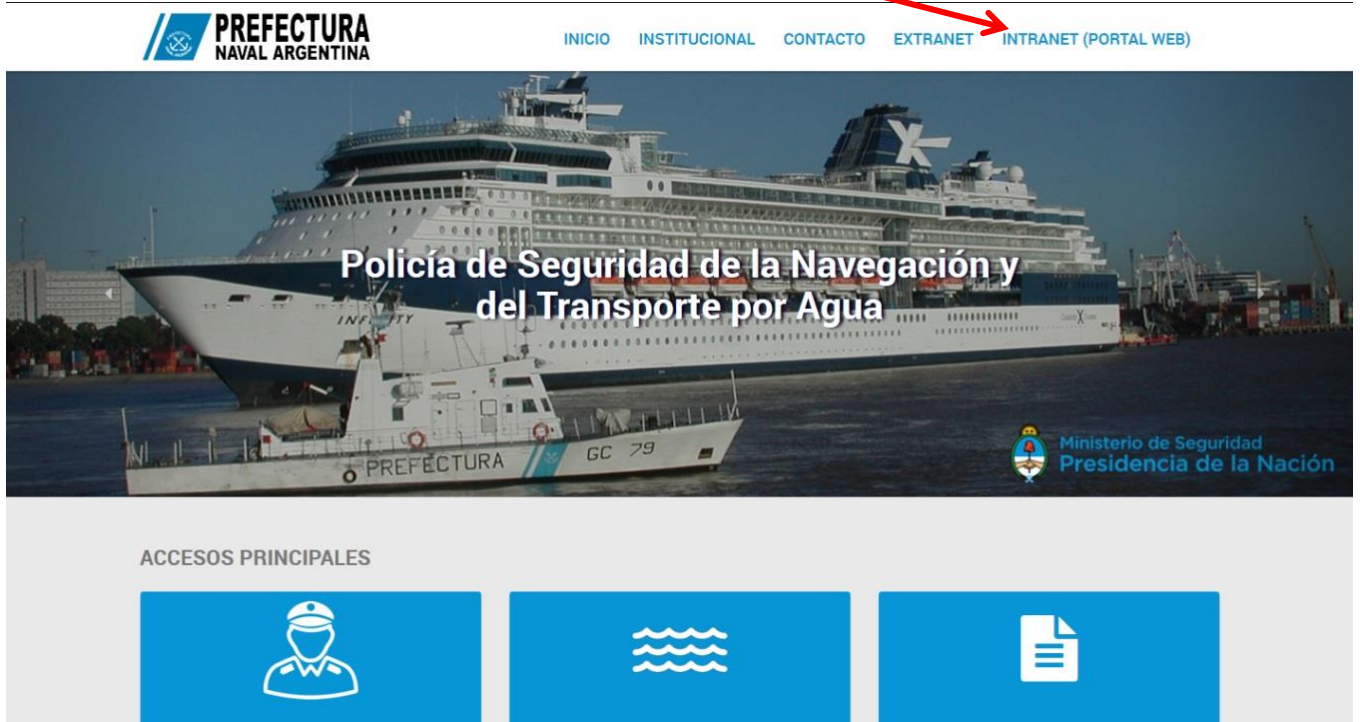 PREFECTURA
NAVAL ARGENTINA
INICIO INSTITUCIONAL CONTACTO EXTRANET INTRANET (PORTAL WEB)
Policía de Seguridad de la Navegación y
del Transporte por Agua
INFINITY
PREFECTURA GC 79
Ministerio de Seguridad
Presidencia de la Nación
ACCESOS PRINCIPALES